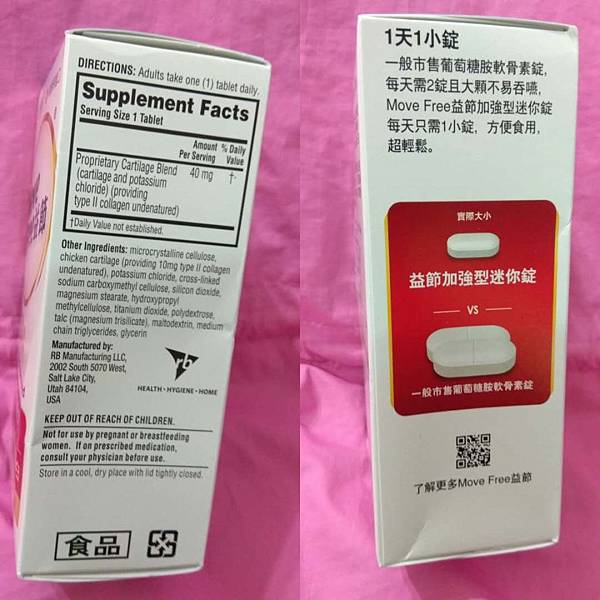 DIRECTIONS: Adults take one (1) tablet daily.
Supplement Facts
Serving Size 1 Tablet
Amount Per Serving
% Daily Value
Proprietary Cartilage Blend 40 mg †
(cartilage and potassium
chloride) (providing
type II collagen undenatured)
†Daily Value not established.
Other Ingredients: microcrystalline cellulose,
chicken cartilage (providing 10mg type II collagen
undenatured), potassium chloride, cross-linked
sodium carboxymethyl cellulose, silicon dioxide,
magnesium stearate, hydroxypropyl
methylcellulose, titanium dioxide, polydextrose,
talc (magnesium trisilicate), maltodextrin, medium
chain triglycerides, glycerin
Manufactured by:
RB Manufacturing LLC,
2002 South 5070 West,
Salt Lake City,
Utah 84104,
USA
rb
HEALTH • HYGIENE • HOME
KEEP OUT OF REACH OF CHILDREN.
Not for use by pregnant or breastfeeding
women. If on prescribed medication,
consult your physician before use.
Store in a cool, dry place with lid tightly closed.
食品
1天1小錠
一般市售葡萄糖胺軟骨素錠,
每天需2錠且大顆不易吞嚥,
Move Free益節加強型迷你錠
每天只需1小錠, 方便食用,
超輕鬆。
實際大小
益節加強型迷你錠
VS
一般市售葡萄糖胺軟骨素錠
了解更多Move Free益節